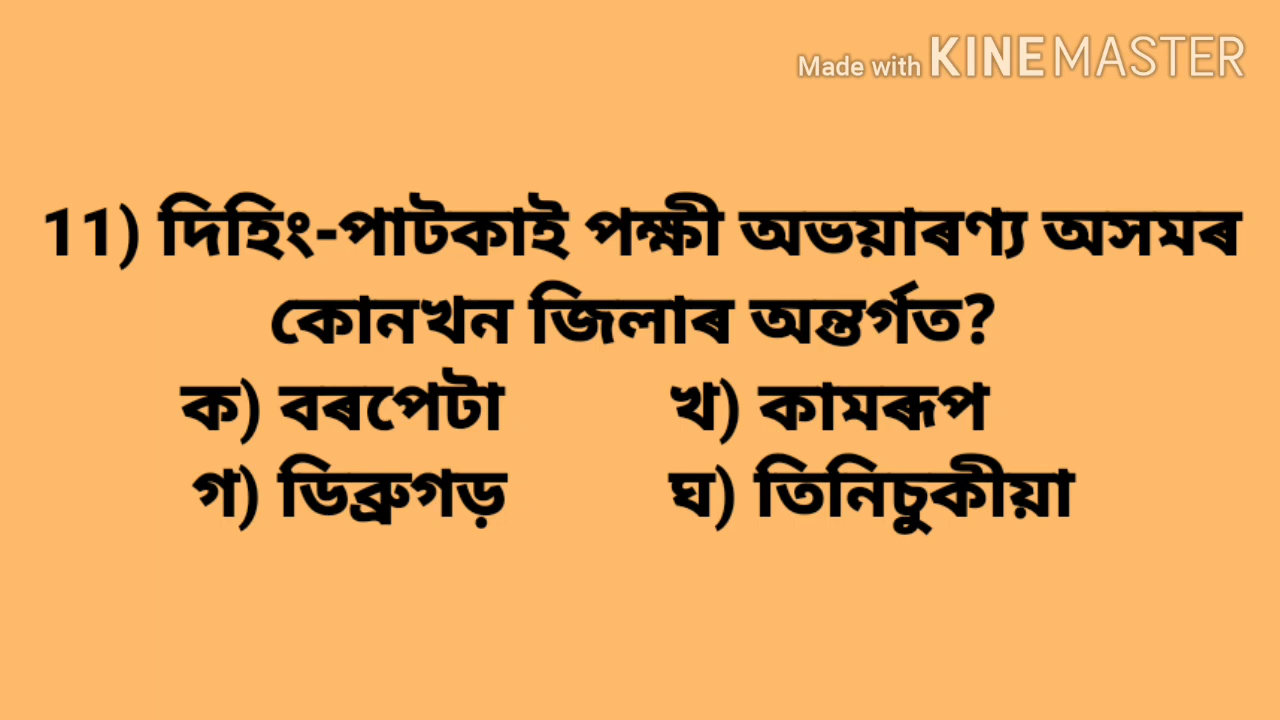 Made with KINEMASTER
11) দিহিং-পাটকাই পক্ষী অভয়াৰণ্য অসমৰ
কোনখন জিলাৰ অন্তৰ্গত?
ক) বৰপেটা খ) কামৰূপ
গ) ডিব্ৰুগড় ঘ) তিনিচুকীয়া